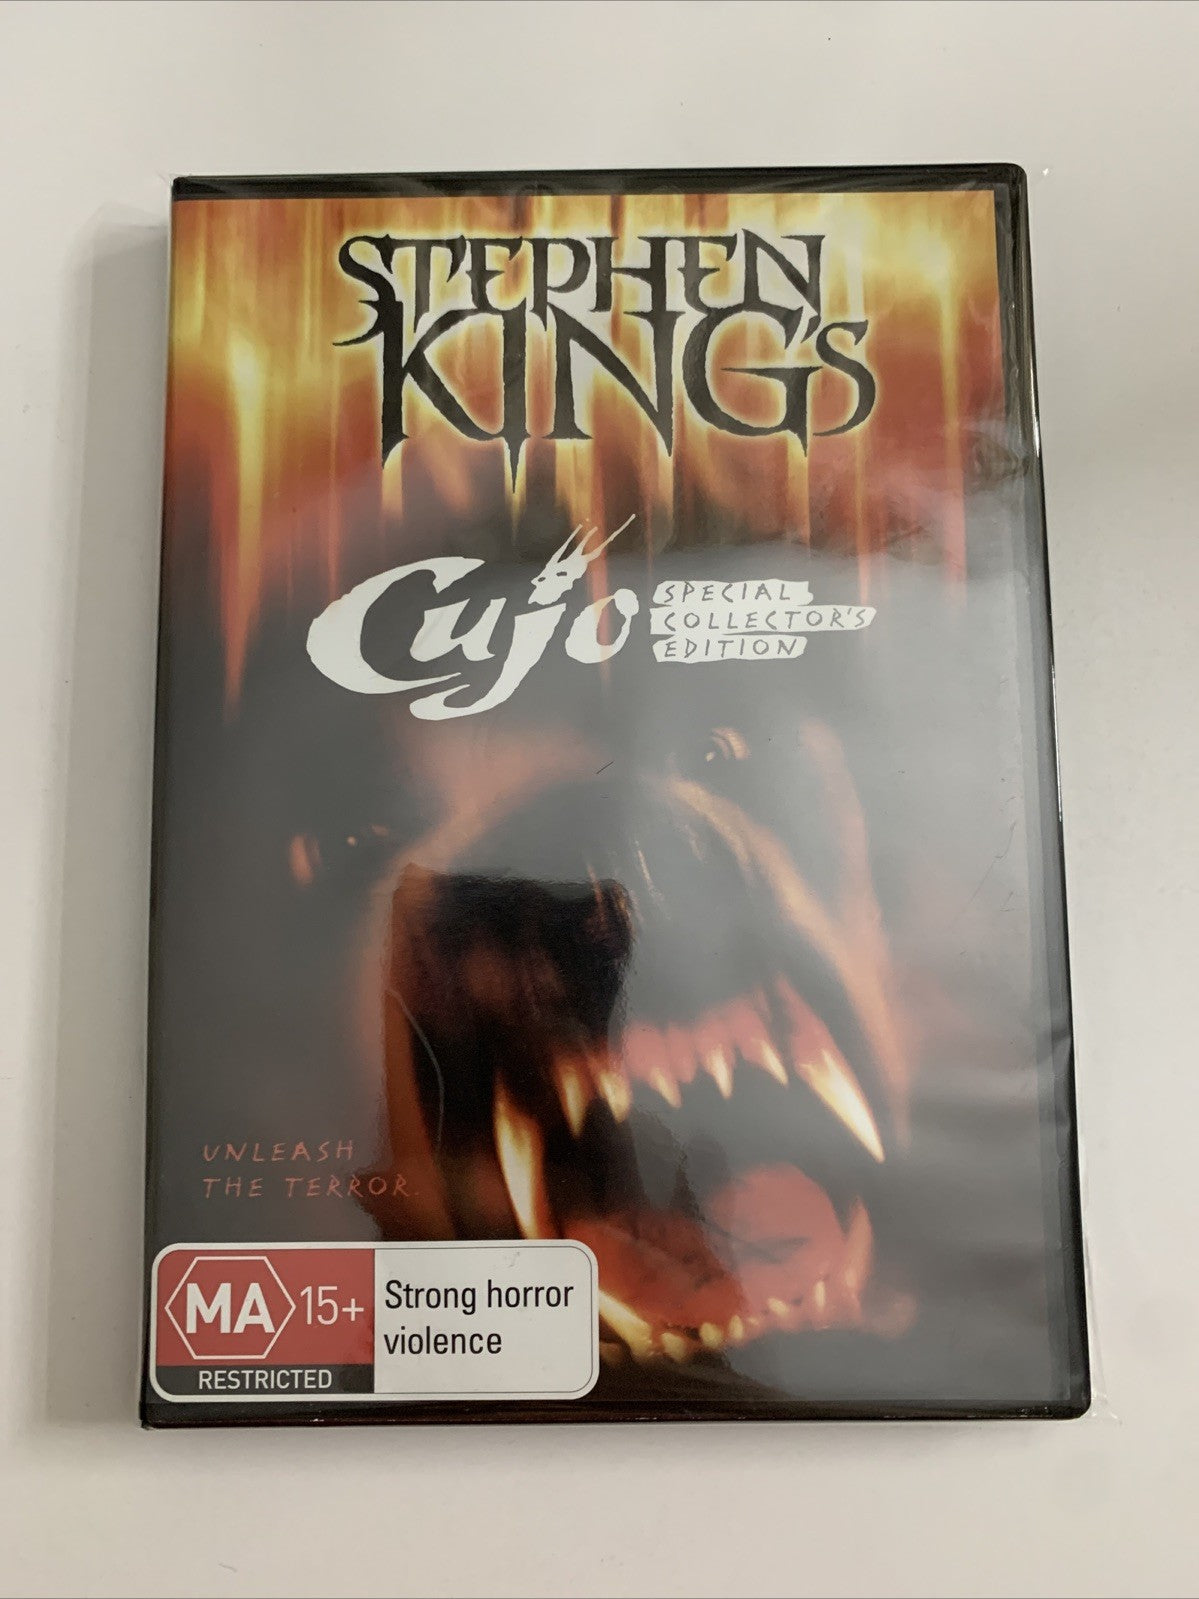 STEPHEN
KING'S
Cujo
SPECIAL
COLLECTOR'S
EDITION
UNLEASH
THE TERROR.
MA 15+
RESTRICTED
Strong horror
violence